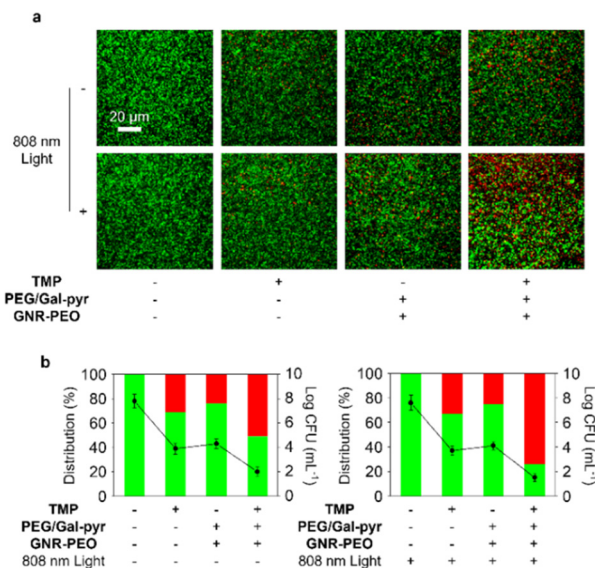 a
-
20 µm
808 nm
Light
+
TMP - + - +
PEG/Gal-pyr - - + +
GNR-PEO - - + +
b
100 10 100 10
80 8 80 8
60 6 60 6
40 4 40 4
20 2 20 2
0 0 0 0
Distribution (%) Log CFU (mL⁻¹) Distribution (%) Log CFU (mL⁻¹)
TMP - + - + TMP - + - +
PEG/Gal-pyr - - + + PEG/Gal-pyr - - + +
GNR-PEO - - + + GNR-PEO - - + +
808 nm Light - - - - 808 nm Light + + + +